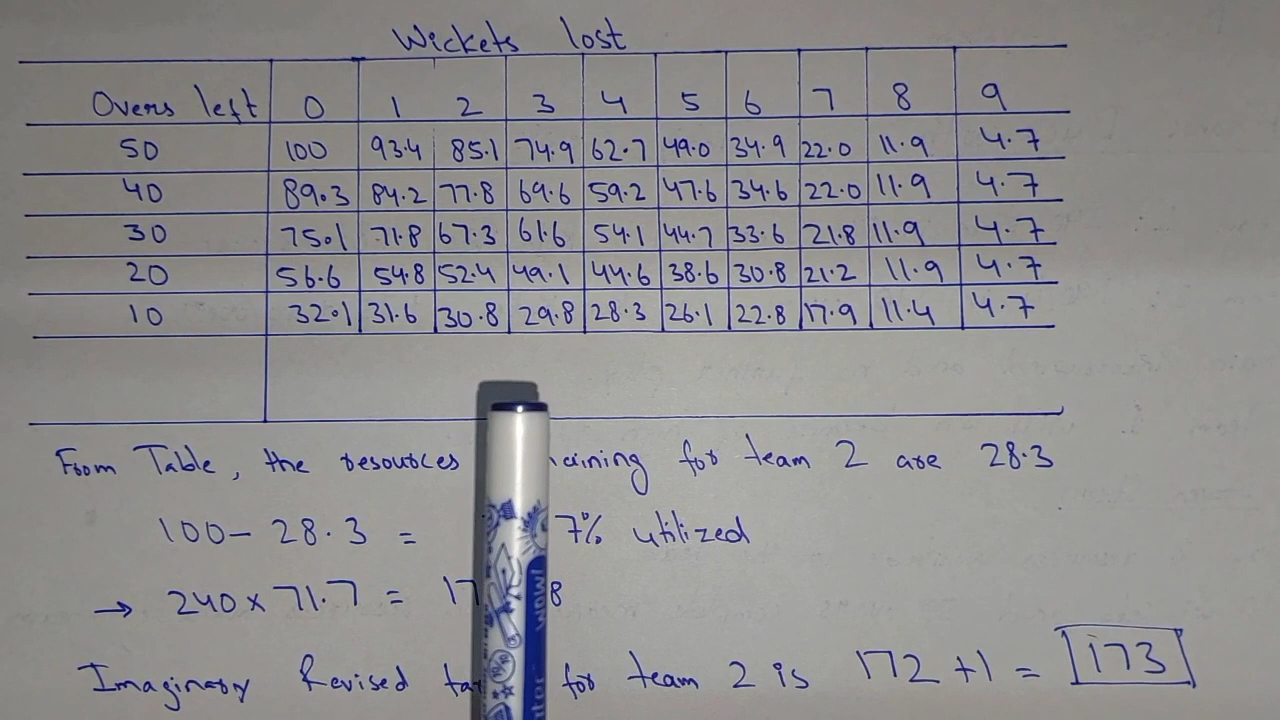 Wickets lost
Overs left 0 1 2 3 4 5 6 7 8 9
50 100 93.4 85.1 74.9 62.7 49.0 34.9 22.0 11.9 4.7
40 89.3 84.2 77.8 69.6 59.2 47.6 34.6 22.0 11.9 4.7
30 75.1 71.8 67.3 61.6 54.1 44.7 33.6 21.8 11.9 4.7
20 56.6 54.8 52.4 49.1 44.6 38.6 30.8 21.2 11.9 4.7
10 32.1 31.6 30.8 29.8 28.3 26.1 22.8 17.9 11.4 4.7
From Table, the resources for team 2 are 28.3
100 - 28.3 = 7% utilized
→ 240 x 71.7 = 17 8
Imaginary Revised for team 2 is 172 + 1 = 173
WOW!